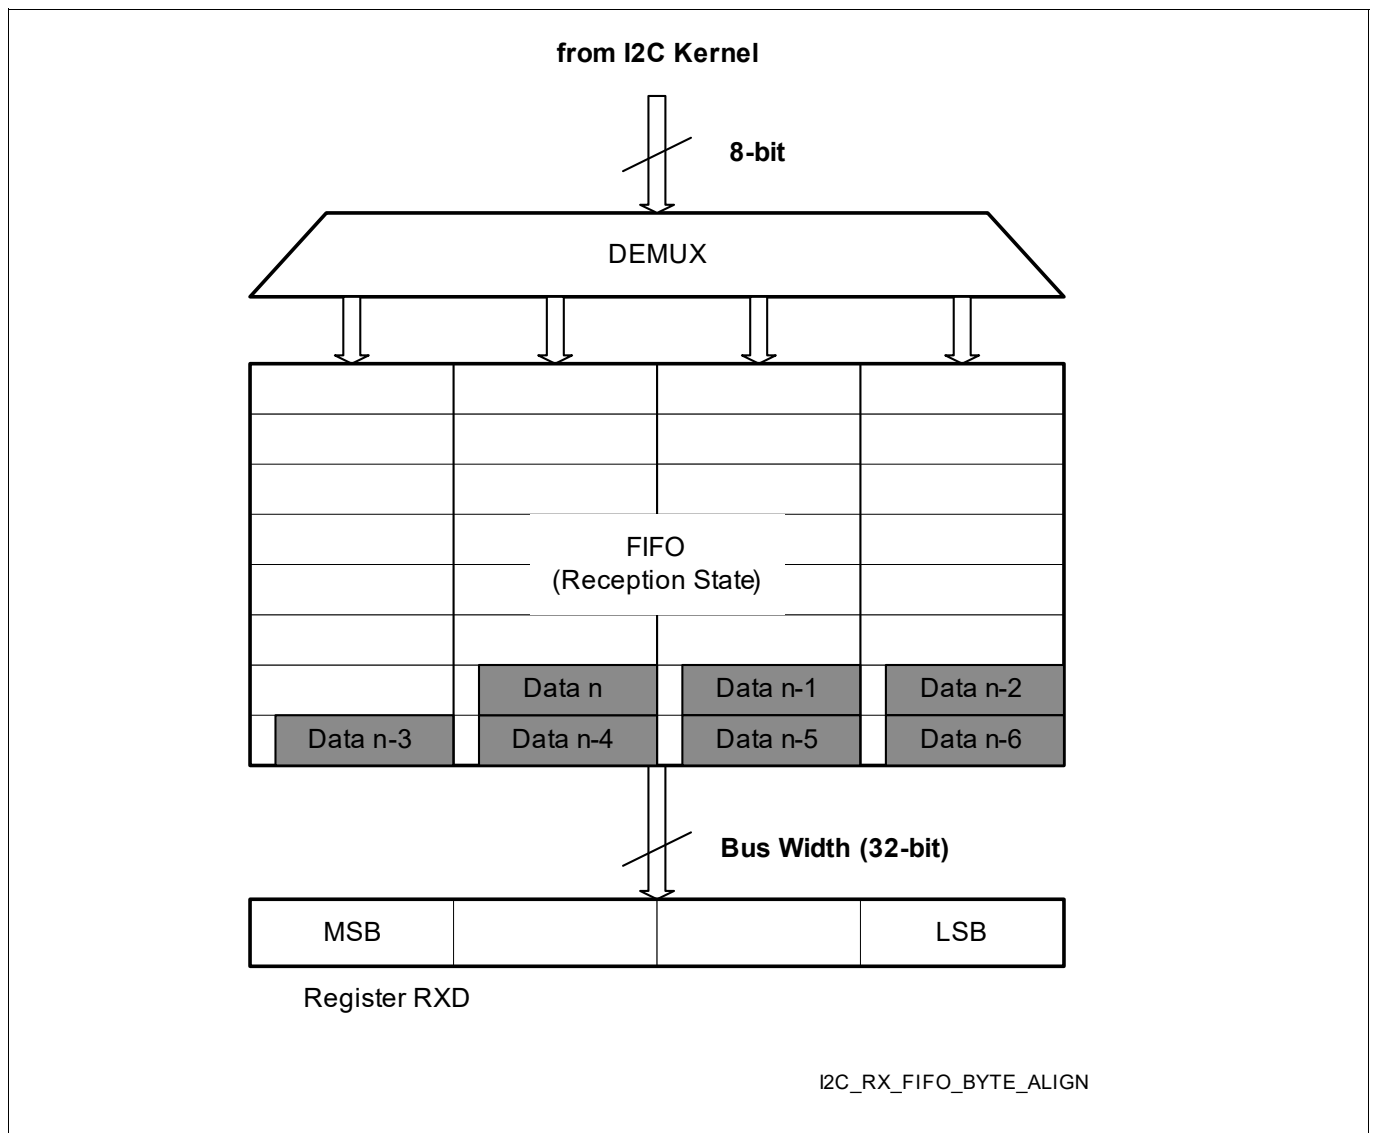 from I2C Kernel
8-bit
DEMUX
FIFO
(Reception State)
Data n Data n-1 Data n-2
Data n-3 Data n-4 Data n-5 Data n-6
Bus Width (32-bit)
MSB LSB
Register RXD
I2C_RX_FIFO_BYTE_ALIGN